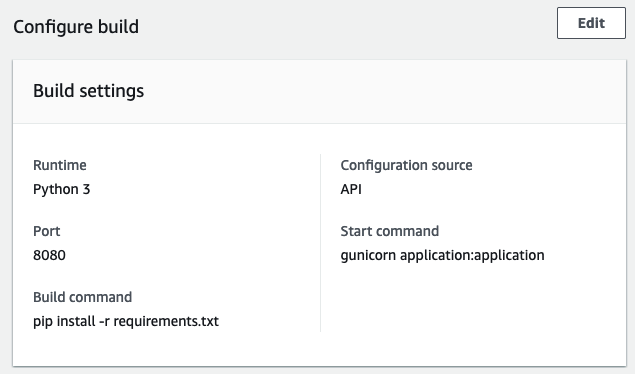 Configure build
Edit
Build settings
Runtime
Python 3
Configuration source
API
Port
8080
Start command
gunicorn application:application
Build command
pip install -r requirements.txt